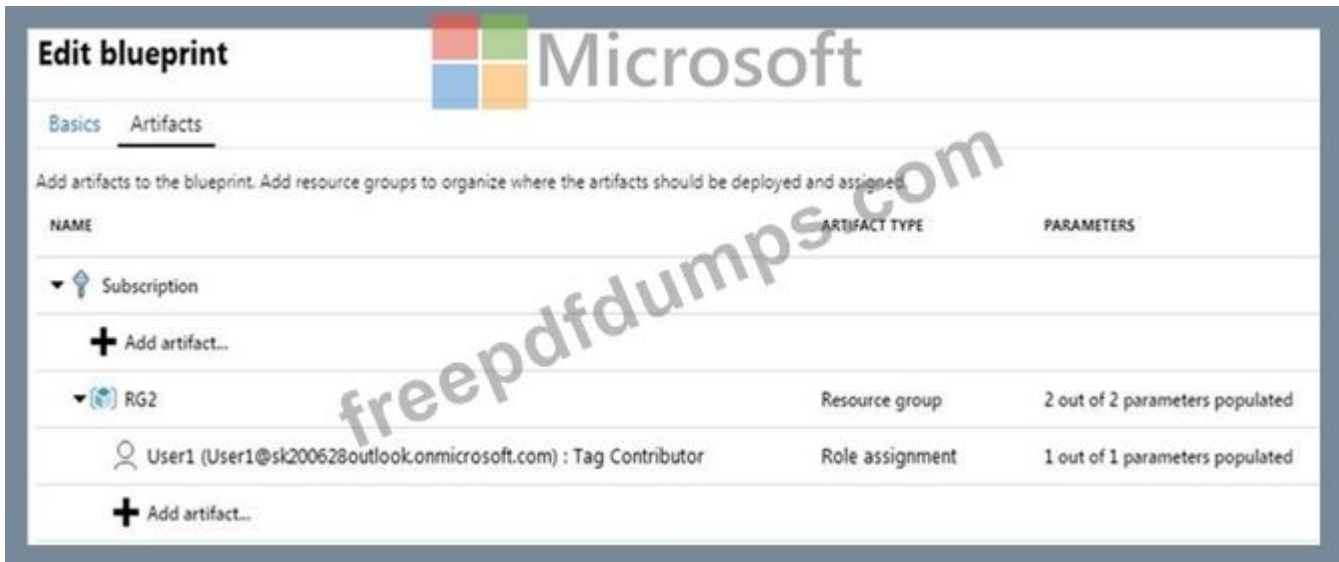 Edit blueprint
Microsoft
Basics Artifacts
Add artifacts to the blueprint. Add resource groups to organize where the artifacts should be deployed and assigned.
NAME ARTIFACT TYPE PARAMETERS
Subscription
Add artifact...
RG2 Resource group 2 out of 2 parameters populated
User1 (User1@sk200628outlook.onmicrosoft.com) : Tag Contributor Role assignment 1 out of 1 parameters populated
Add artifact...
freepdfdumps.com